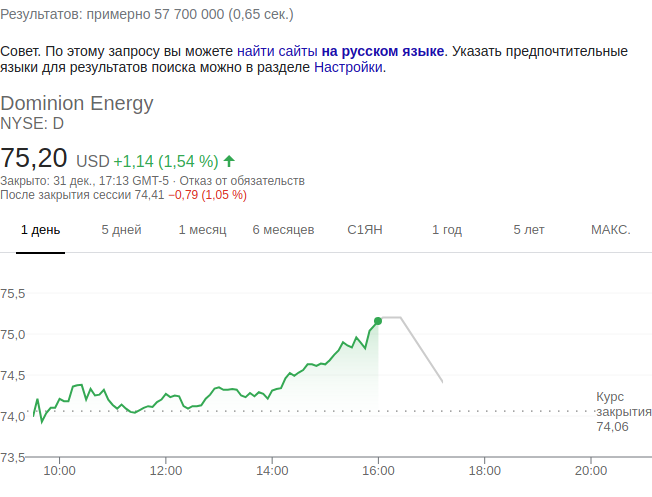 Результатов: примерно 57 700 000 (0,65 сек.)
Совет. По этому запросу вы можете найти сайты на русском языке. Указать предпочтительные
языки для результатов поиска можно в разделе Настройки.
Dominion Energy
NYSE: D
75,20 USD +1,14 (1,54 %)
Закрыто: 31 дек., 17:13 GMT-5 · Отказ от обязательств
После закрытия сессии 74,41 −0,79 (1,05 %)
1 день 5 дней 1 месяц 6 месяцев С1ЯН 1 год 5 лет МАКС.
75,5
75,0
74,5
74,0
73,5
Курс
закрытия
74,06
10:00 12:00 14:00 16:00 18:00 20:00